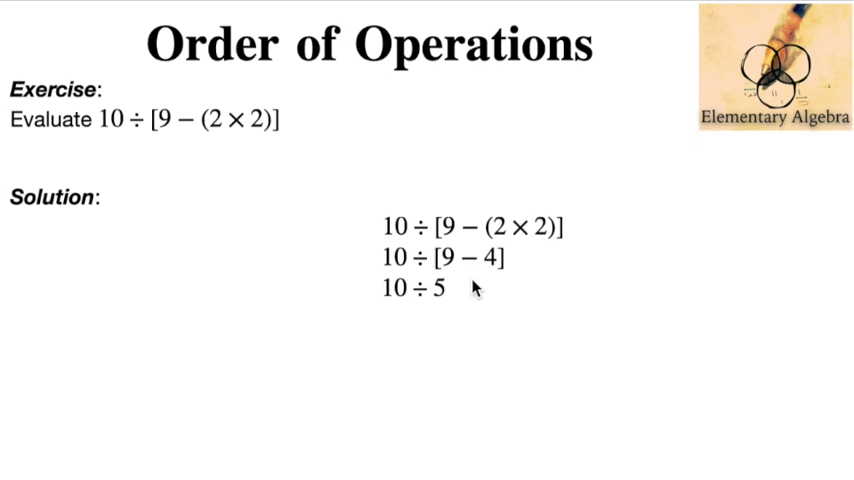 Order of Operations
Elementary Algebra
Exercise:
Evaluate 10 ÷ [9 − (2 × 2)]
Solution:
10 ÷ [9 − (2 × 2)]
10 ÷ [9 − 4]
10 ÷ 5